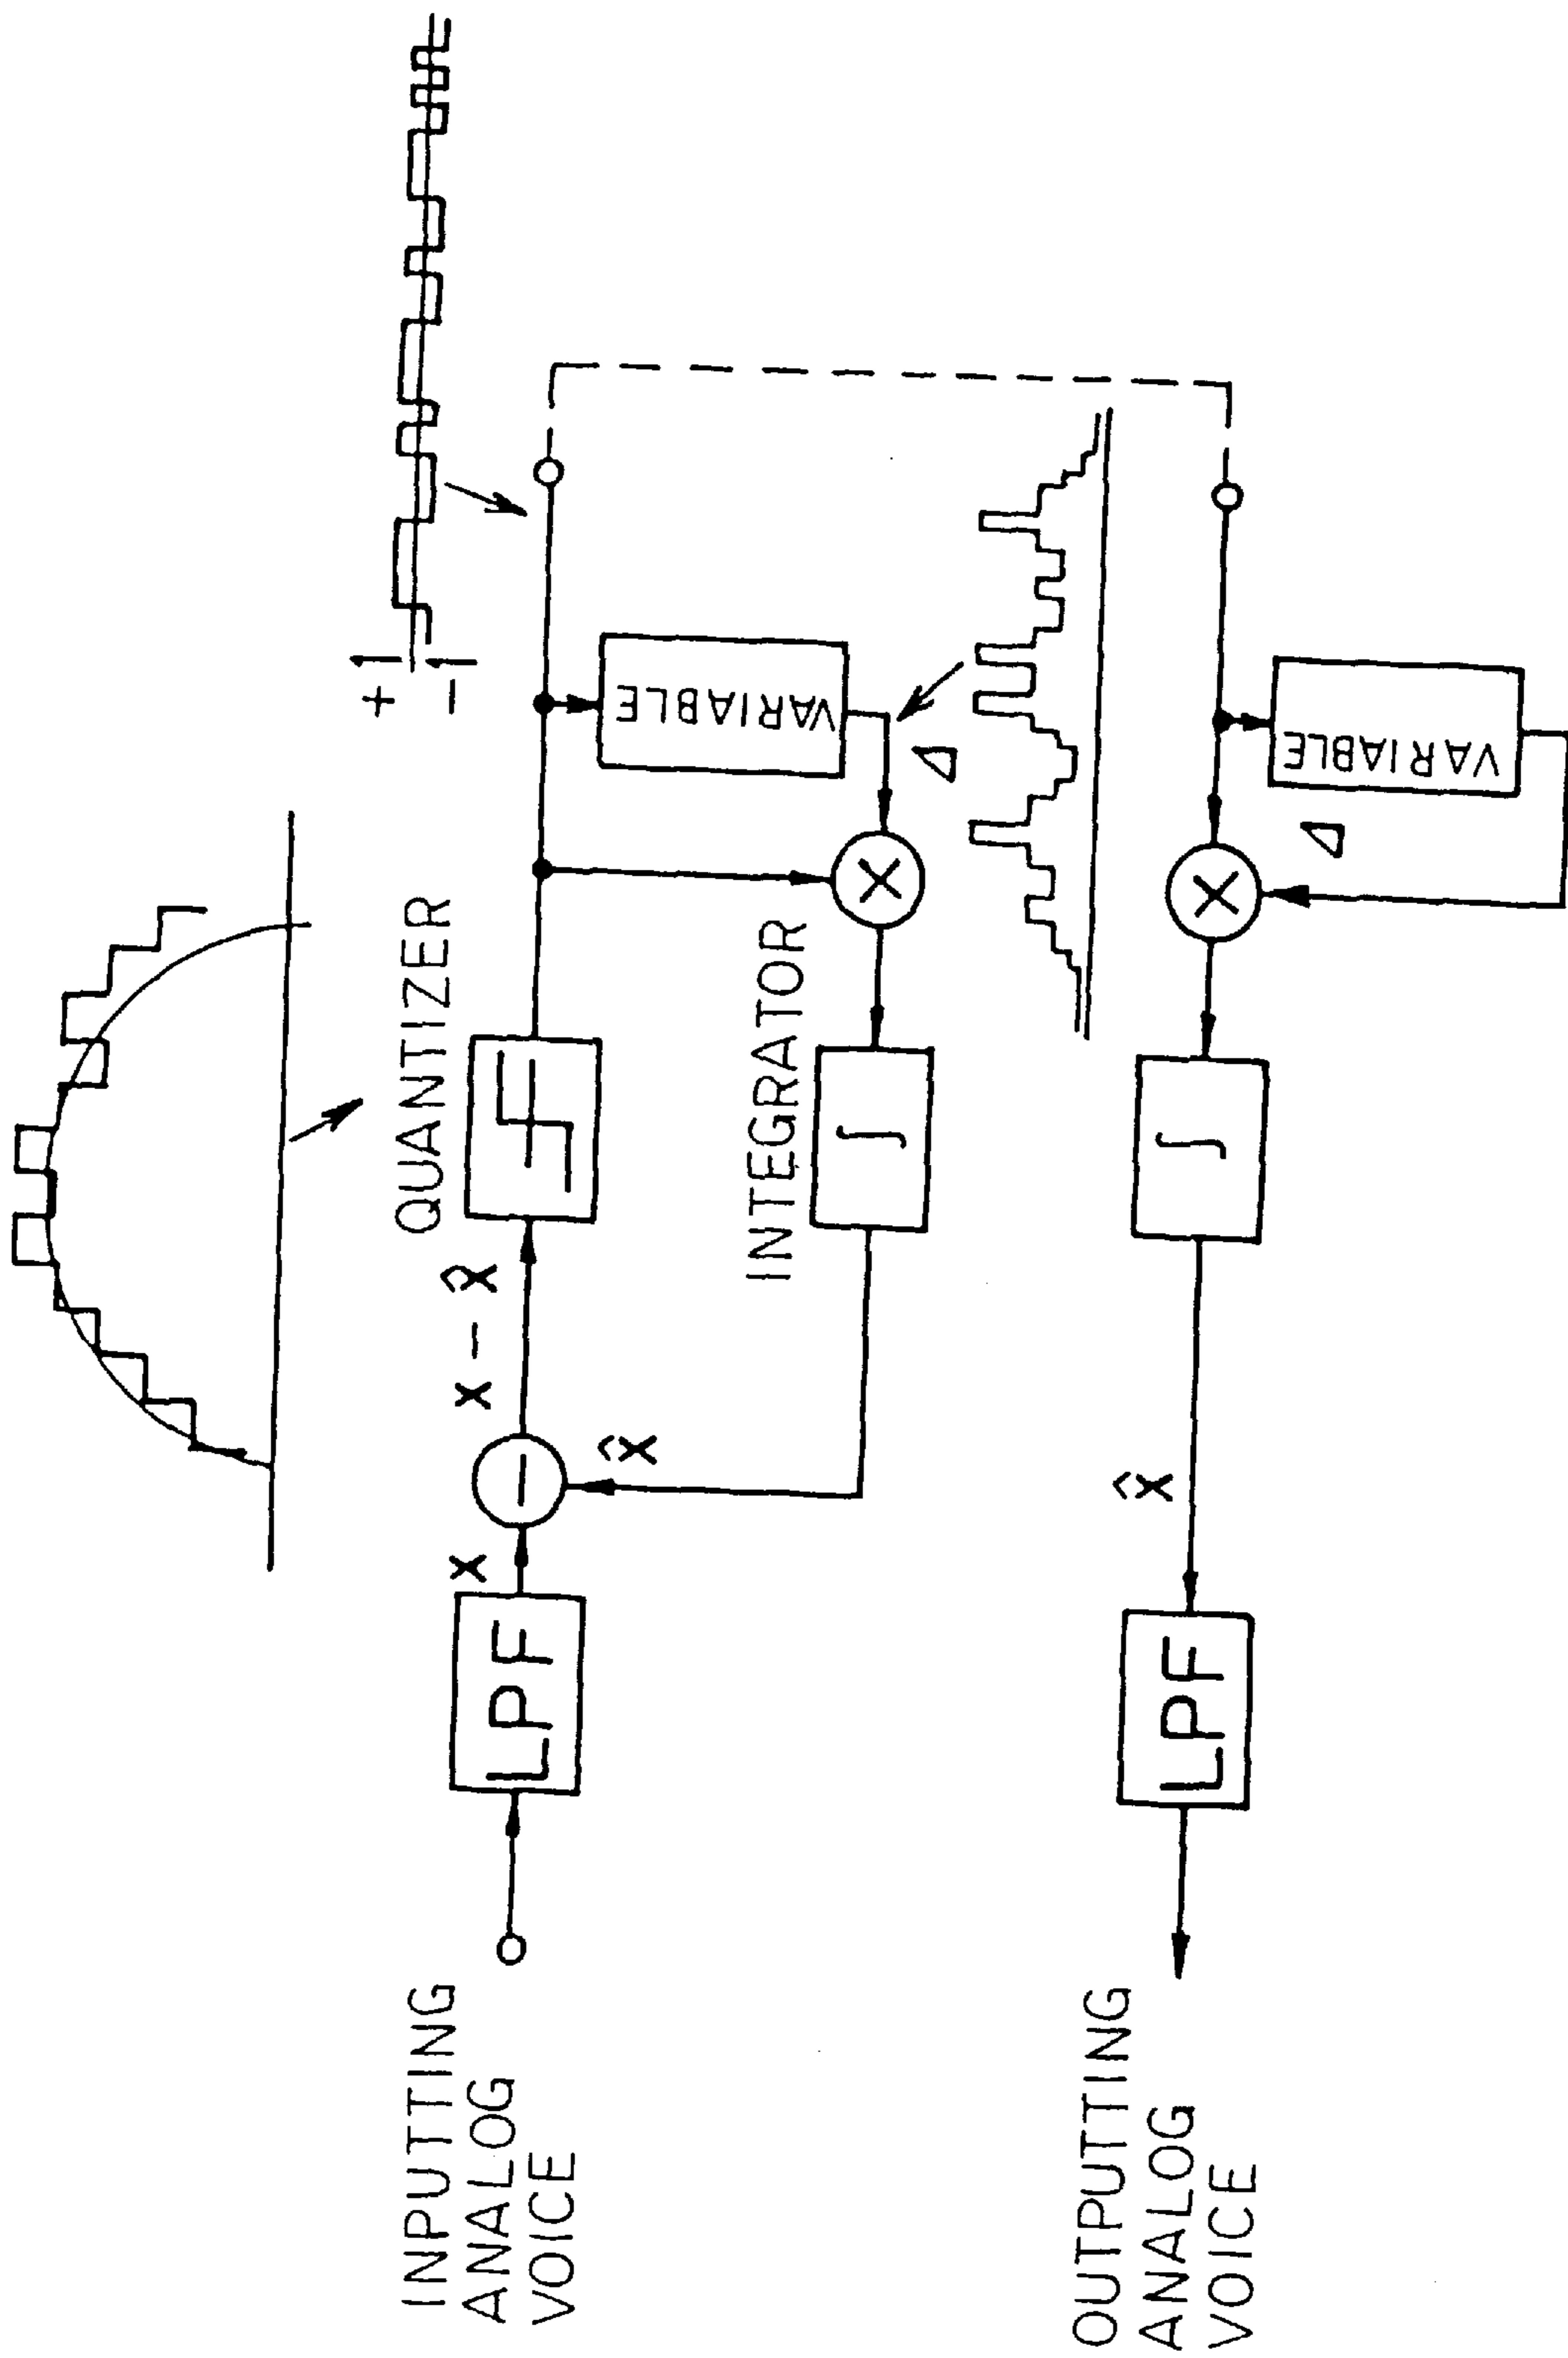 +1
-1
QUANTIZER
INPUTTING
ANALOG
VOICE
LPF
x
x - x̂
x̂
VARIABLE
INTEGRATOR
∫
Δ
OUTPUTTING
ANALOG
VOICE
LPF
x̂
∫
VARIABLE
Δ